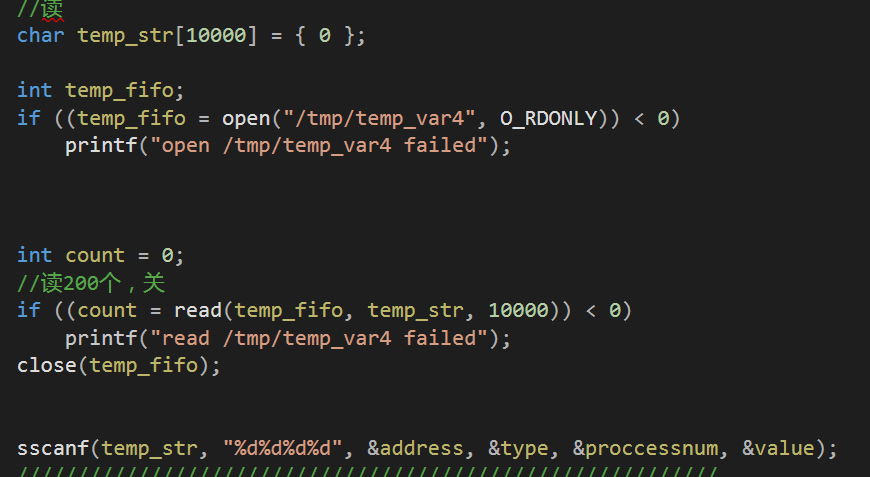 //读
char temp_str[10000] = { 0 };
int temp_fifo;
if ((temp_fifo = open("/tmp/temp_var4", O_RDONLY)) < 0)
printf("open /tmp/temp_var4 failed");
int count = 0;
//读200个，关
if ((count = read(temp_fifo, temp_str, 10000)) < 0)
printf("read /tmp/temp_var4 failed");
close(temp_fifo);
sscanf(temp_str, "%d%d%d%d", &address, &type, &proccessnum, &value);
//////////////////////////////////////////////////////////